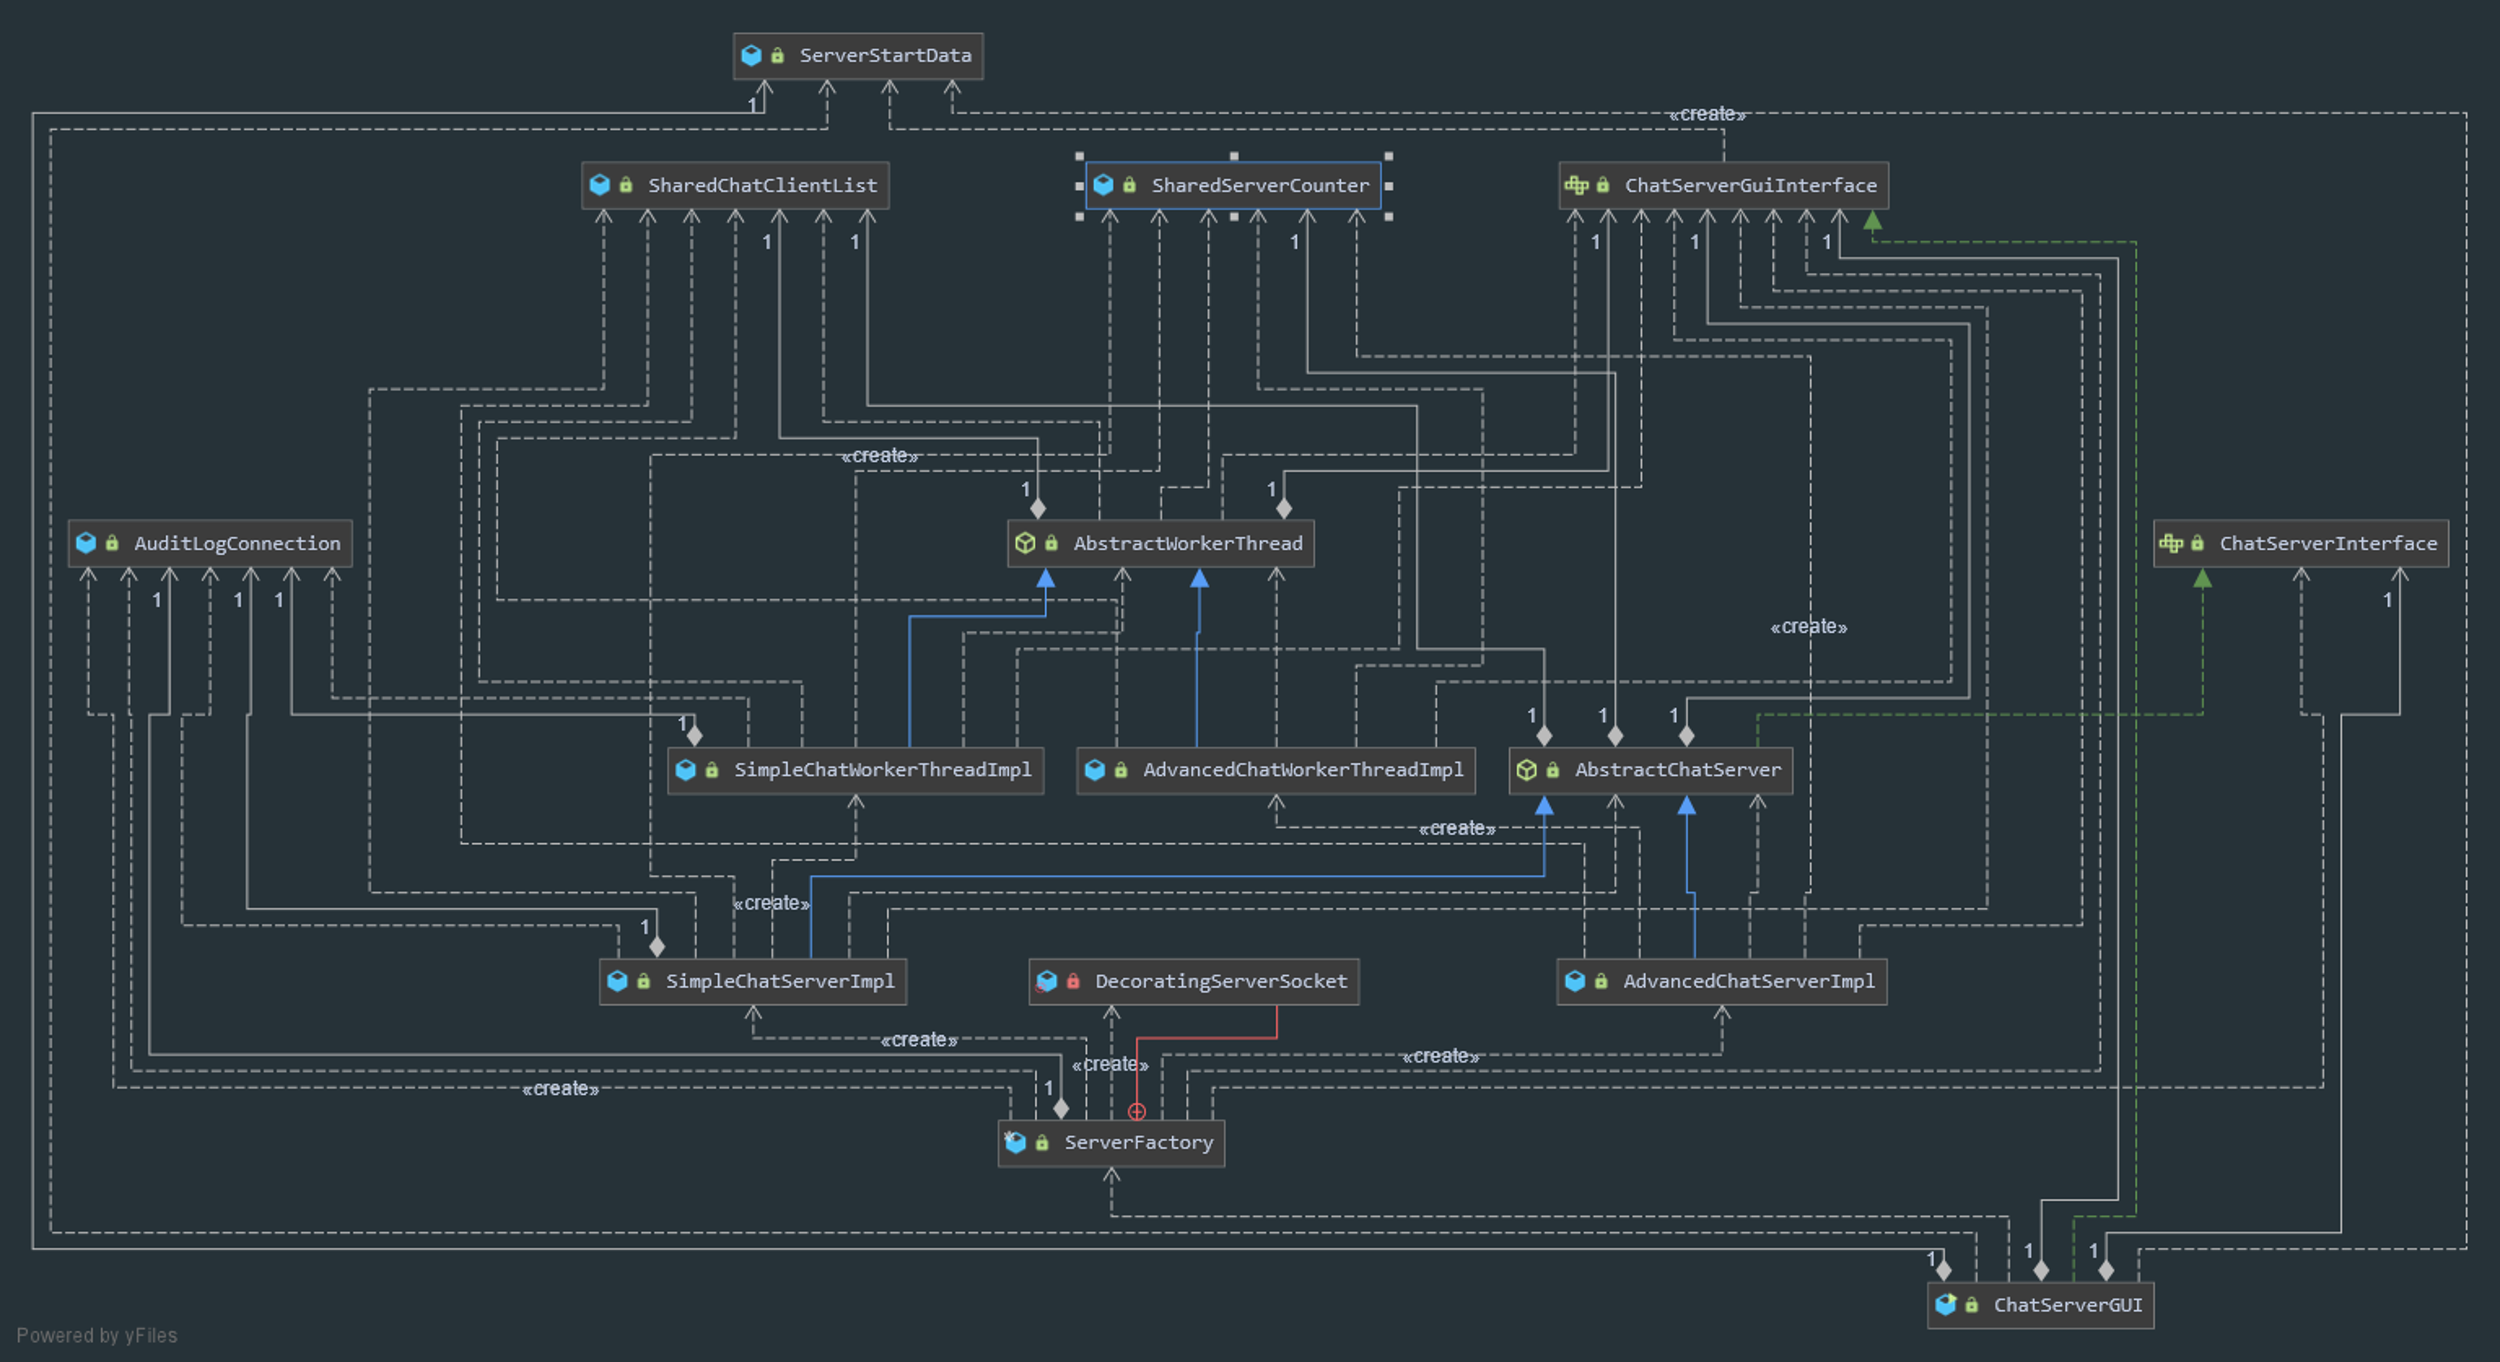 ServerStartData
1
«create»
SharedChatClientList
SharedServerCounter
ChatServerGuiInterface
1
1
1
1
1
1
«create»
1
1
AuditLogConnection
AbstractWorkerThread
ChatServerInterface
1
1
1
1
«create»
1
1
1
1
SimpleChatWorkerThreadImpl
AdvancedChatWorkerThreadImpl
AbstractChatServer
«create»
«create»
1
SimpleChatServerImpl
DecoratingServerSocket
AdvancedChatServerImpl
«create»
«create»
«create»
«create»
1
ServerFactory
1
1
1
ChatServerGUI
Powered by yFiles